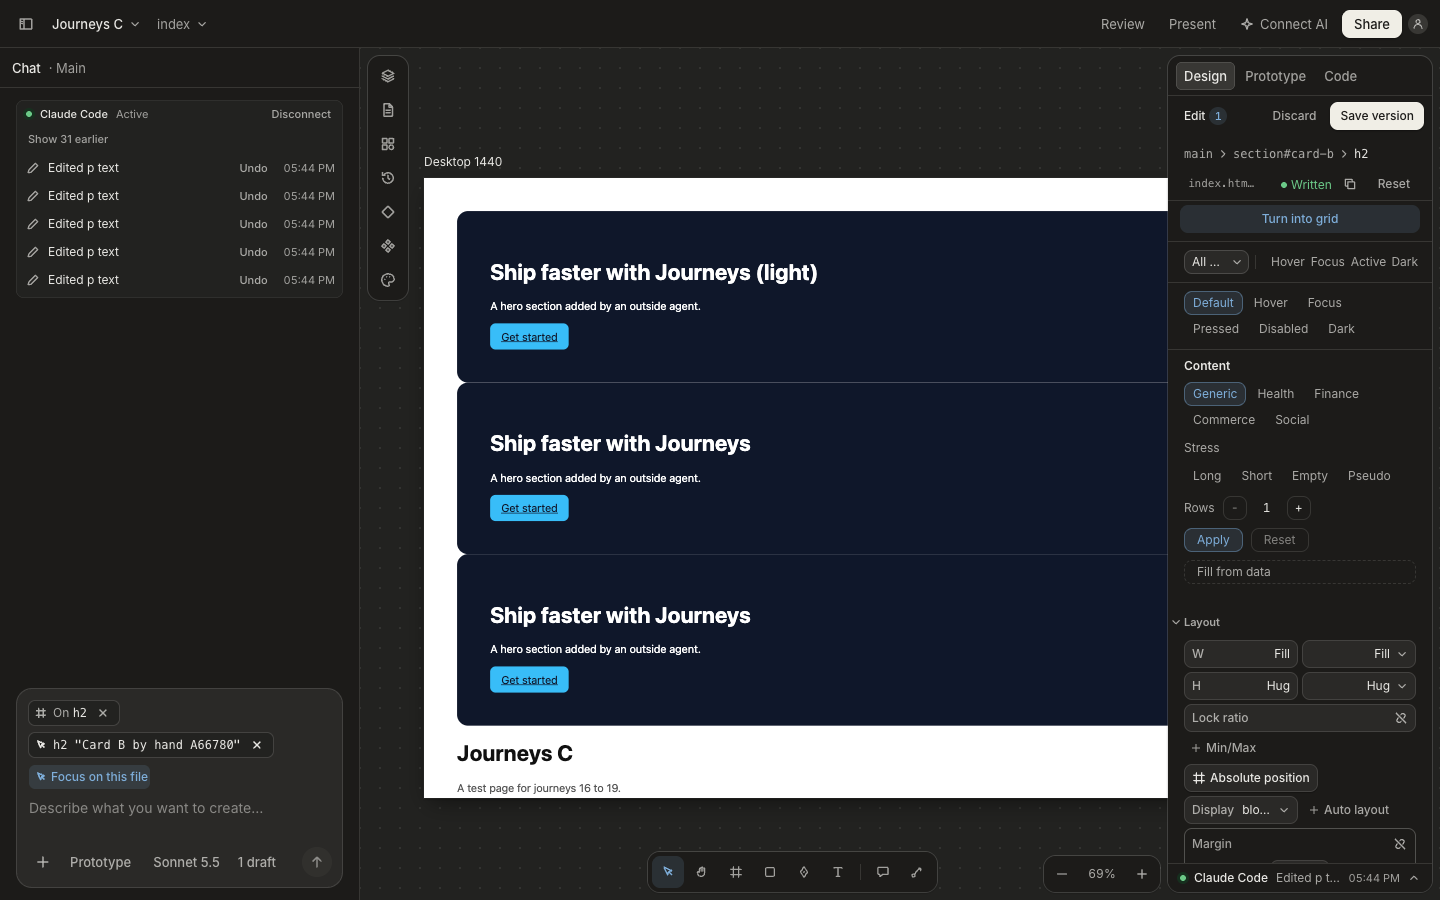 Journeys C
index
Review
Present
Connect AI
Share
Chat · Main
Claude Code Active Disconnect
Show 31 earlier
Edited p text Undo 05:44 PM
Edited p text Undo 05:44 PM
Edited p text Undo 05:44 PM
Edited p text Undo 05:44 PM
Edited p text Undo 05:44 PM
On h2
h2 "Card B by hand A66780"
Focus on this file
Describe what you want to create...
Prototype Sonnet 5.5 1 draft
Desktop 1440
Ship faster with Journeys (light)
A hero section added by an outside agent.
Get started
Ship faster with Journeys
A hero section added by an outside agent.
Get started
Ship faster with Journeys
A hero section added by an outside agent.
Get started
Journeys C
A test page for journeys 16 to 19.
T
69%
Design Prototype Code
Edit 1 Discard Save version
main > section#card-b > h2
index.htm… Written Reset
Turn into grid
All ... Hover Focus Active Dark
Default Hover Focus
Pressed Disabled Dark
Content
Generic Health Finance
Commerce Social
Stress
Long Short Empty Pseudo
Rows - 1 +
Apply Reset
Fill from data
Layout
W Fill Fill
H Hug Hug
Lock ratio
+ Min/Max
Absolute position
Display blo... + Auto layout
Margin
Claude Code Edited p t... 05:44 PM